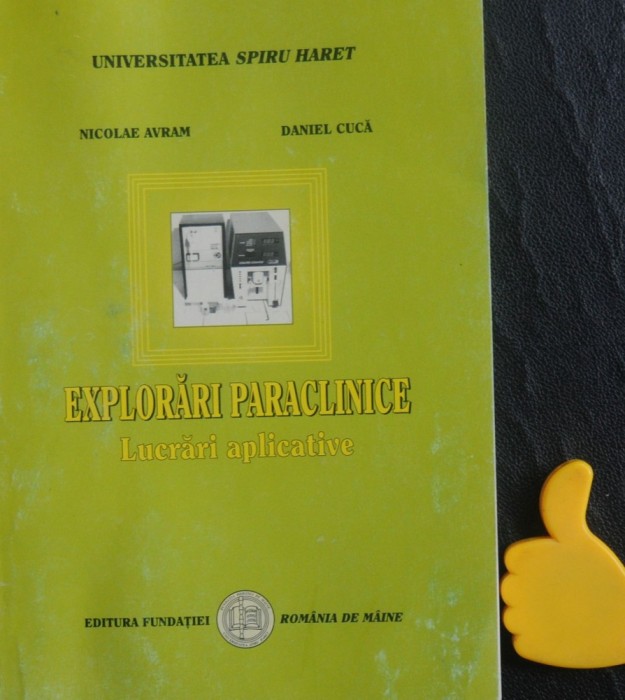 UNIVERSITATEA SPIRU HARET
NICOLAE AVRAM DANIEL CUCĂ
EXPLORĂRI PARACLINICE
Lucrări aplicative
EDITURA FUNDAȚIEI ROMÂNIA DE MÂINE